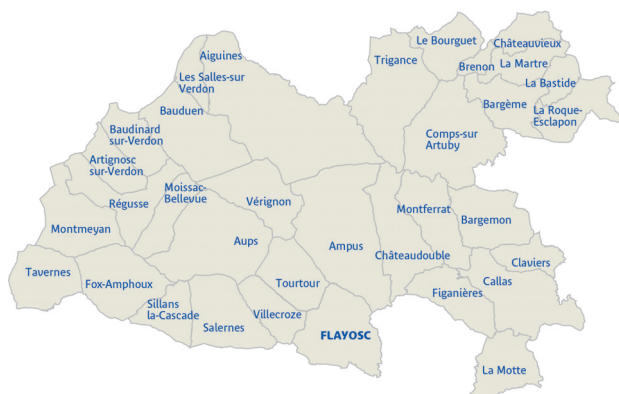 Le Bourguet
Châteauvieux
Aiguines
Trigance
Brenon
La Martre
Les Salles-sur
Verdon
La Bastide
Bauduen
Bargème
La Roque-
Esclapon
Baudinard
sur-Verdon
Comps-sur
Artuby
Artignosc
sur-Verdon
Moissac-
Bellevue
Régusse
Vérignon
Montferrat
Bargemon
Montmeyan
Aups
Ampus
Châteaudouble
Claviers
Tavernes
Fox-Amphoux
Tourtour
Callas
Figanières
Sillans
la-Cascade
Villecroze
Salernes
FLAYOSC
La Motte